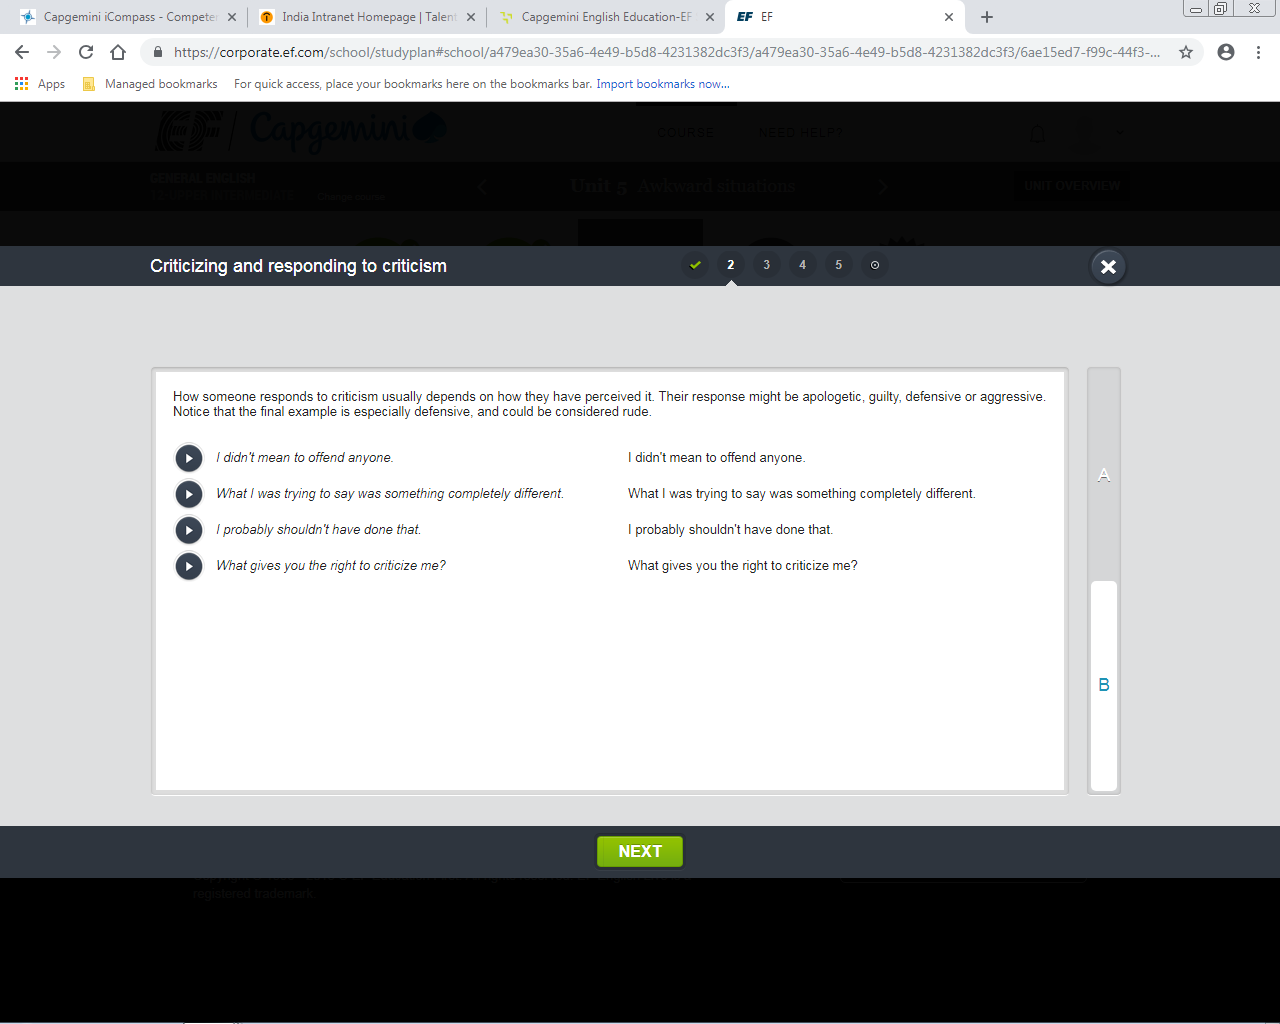 Capgemini iCompass - Competer
India Intranet Homepage | Talent
Capgemini English Education-EF
EF EF
https://corporate.ef.com/school/studyplan#school/a479ea30-35a6-4e49-b5d8-4231382dc3f3/a479ea30-35a6-4e49-b5d8-4231382dc3f3/6ae15ed7-f99c-44f3-...
Apps Managed bookmarks For quick access, place your bookmarks here on the bookmarks bar. Import bookmarks now...
EF Capgemini COURSE NEED HELP?
GENERAL ENGLISH
Unit 5 Awkward situations UNIT OVERVIEW
Change course
Criticizing and responding to criticism 2 3 4 5
How someone responds to criticism usually depends on how they have perceived it. Their response might be apologetic, guilty, defensive or aggressive.
Notice that the final example is especially defensive, and could be considered rude.
I didn't mean to offend anyone. I didn't mean to offend anyone.
What I was trying to say was something completely different. What I was trying to say was something completely different.
I probably shouldn't have done that. I probably shouldn't have done that.
What gives you the right to criticize me? What gives you the right to criticize me?
A
B
NEXT
registered trademark